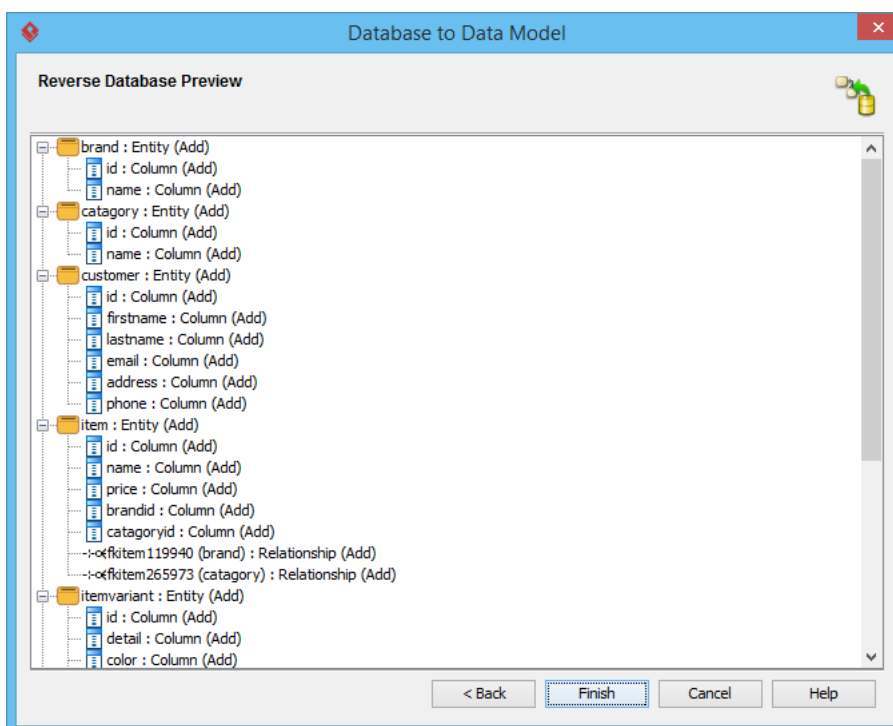 Database to Data Model
Reverse Database Preview
brand : Entity (Add)
id : Column (Add)
name : Column (Add)
catagory : Entity (Add)
id : Column (Add)
name : Column (Add)
customer : Entity (Add)
id : Column (Add)
firstname : Column (Add)
lastname : Column (Add)
email : Column (Add)
address : Column (Add)
phone : Column (Add)
item : Entity (Add)
id : Column (Add)
name : Column (Add)
price : Column (Add)
brandid : Column (Add)
catagoryid : Column (Add)
fkitem119940 (brand) : Relationship (Add)
fkitem265973 (catagory) : Relationship (Add)
itemvariant : Entity (Add)
id : Column (Add)
detail : Column (Add)
color : Column (Add)
< Back Finish Cancel Help